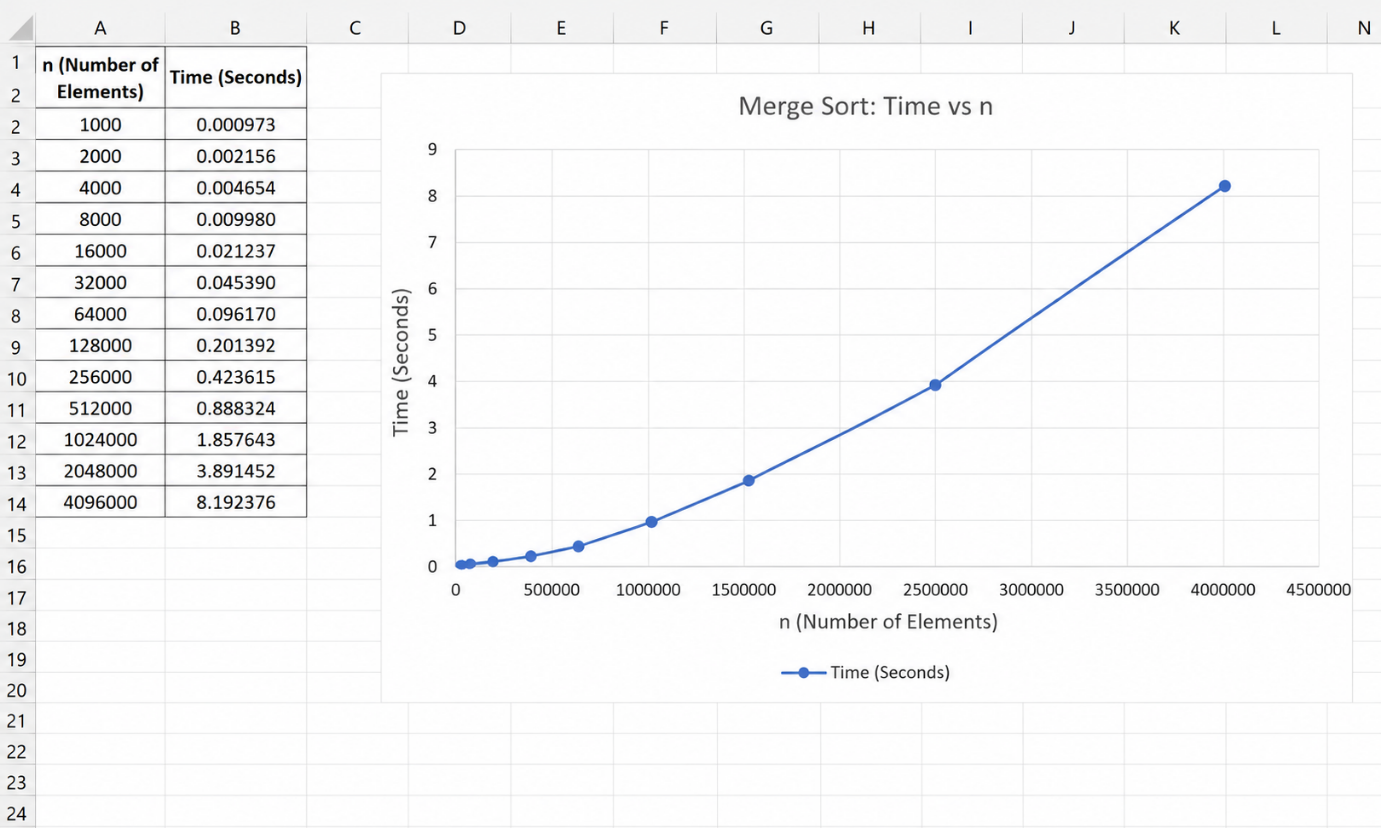 A B C D E F G H I J K L N
1 n (Number of Time (Seconds)
2 Elements)
2 1000 0.000973
3 2000 0.002156
4 4000 0.004654
5 8000 0.009980
6 16000 0.021237
7 32000 0.045390
8 64000 0.096170
9 128000 0.201392
10 256000 0.423615
11 512000 0.888324
12 1024000 1.857643
13 2048000 3.891452
14 4096000 8.192376
15
16
17
18
19
20
21
22
23
24
Merge Sort: Time vs n
Time (Seconds)
9
8
7
6
5
4
3
2
1
0
0 500000 1000000 1500000 2000000 2500000 3000000 3500000 4000000 4500000
n (Number of Elements)
Time (Seconds)